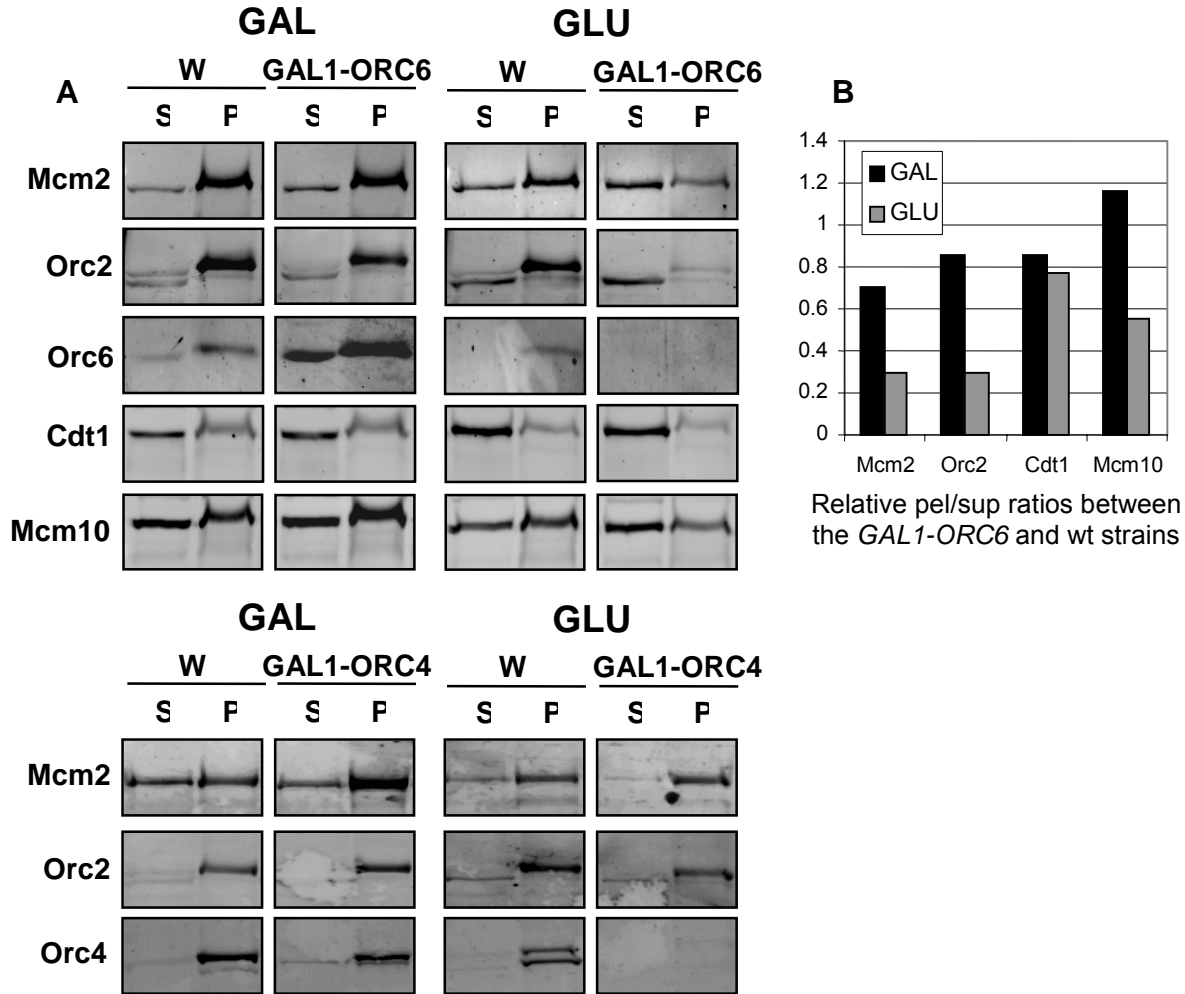 GAL GLU
W GAL1-ORC6 W GAL1-ORC6
A B
S P S P S P S P
Mcm2
Orc2
Orc6
Cdt1
Mcm10
1.4
1.2
1
0.8
0.6
0.4
0.2
0
GAL
GLU
Mcm2 Orc2 Cdt1 Mcm10
Relative pel/sup ratios between
the GAL1-ORC6 and wt strains
GAL GLU
W GAL1-ORC4 W GAL1-ORC4
S P S P S P S P
Mcm2
Orc2
Orc4